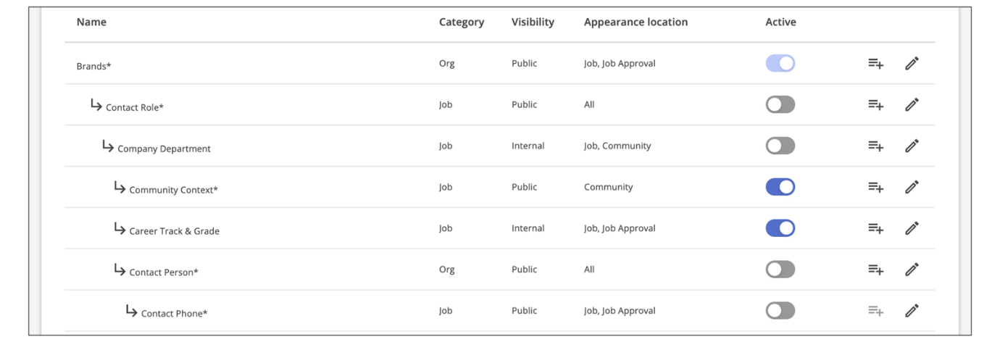 Name Category Visibility Appearance location Active
Brands* Org Public Job, Job Approval
Contact Role* Job Public All
Company Department Job Internal Job, Community
Community Context* Job Public Community
Career Track & Grade Job Internal Job, Job Approval
Contact Person* Org Public All
Contact Phone* Job Public Job, Job Approval